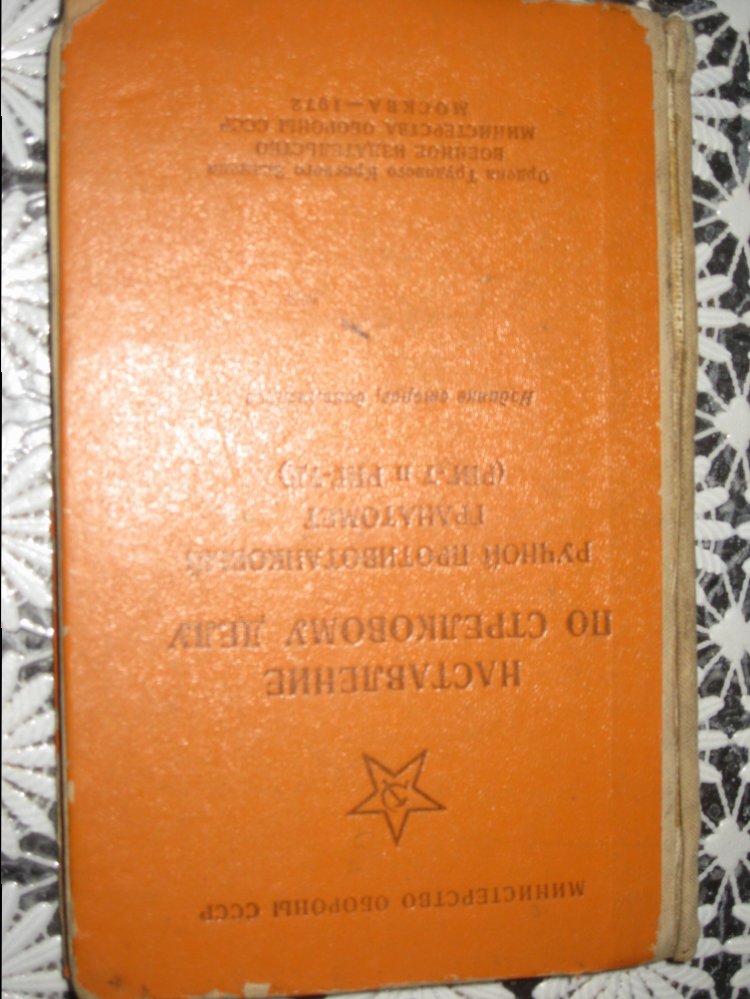 МИНИСТЕРСТВО ОБОРОНЫ СССР
НАСТАВЛЕНИЕ
ПО СТРЕЛКОВОМУ ДЕЛУ
РУЧНОЙ ПРОТИВОТАНКОВЫЙ
ГРАНАТОМЕТ
(РПГ-7 и РПГ-7Д)
Издание второе, дополненное
Ордена Трудового Красного Знамени
ВОЕННОЕ ИЗДАТЕЛЬСТВО
МИНИСТЕРСТВА ОБОРОНЫ СССР
МОСКВА — 1972